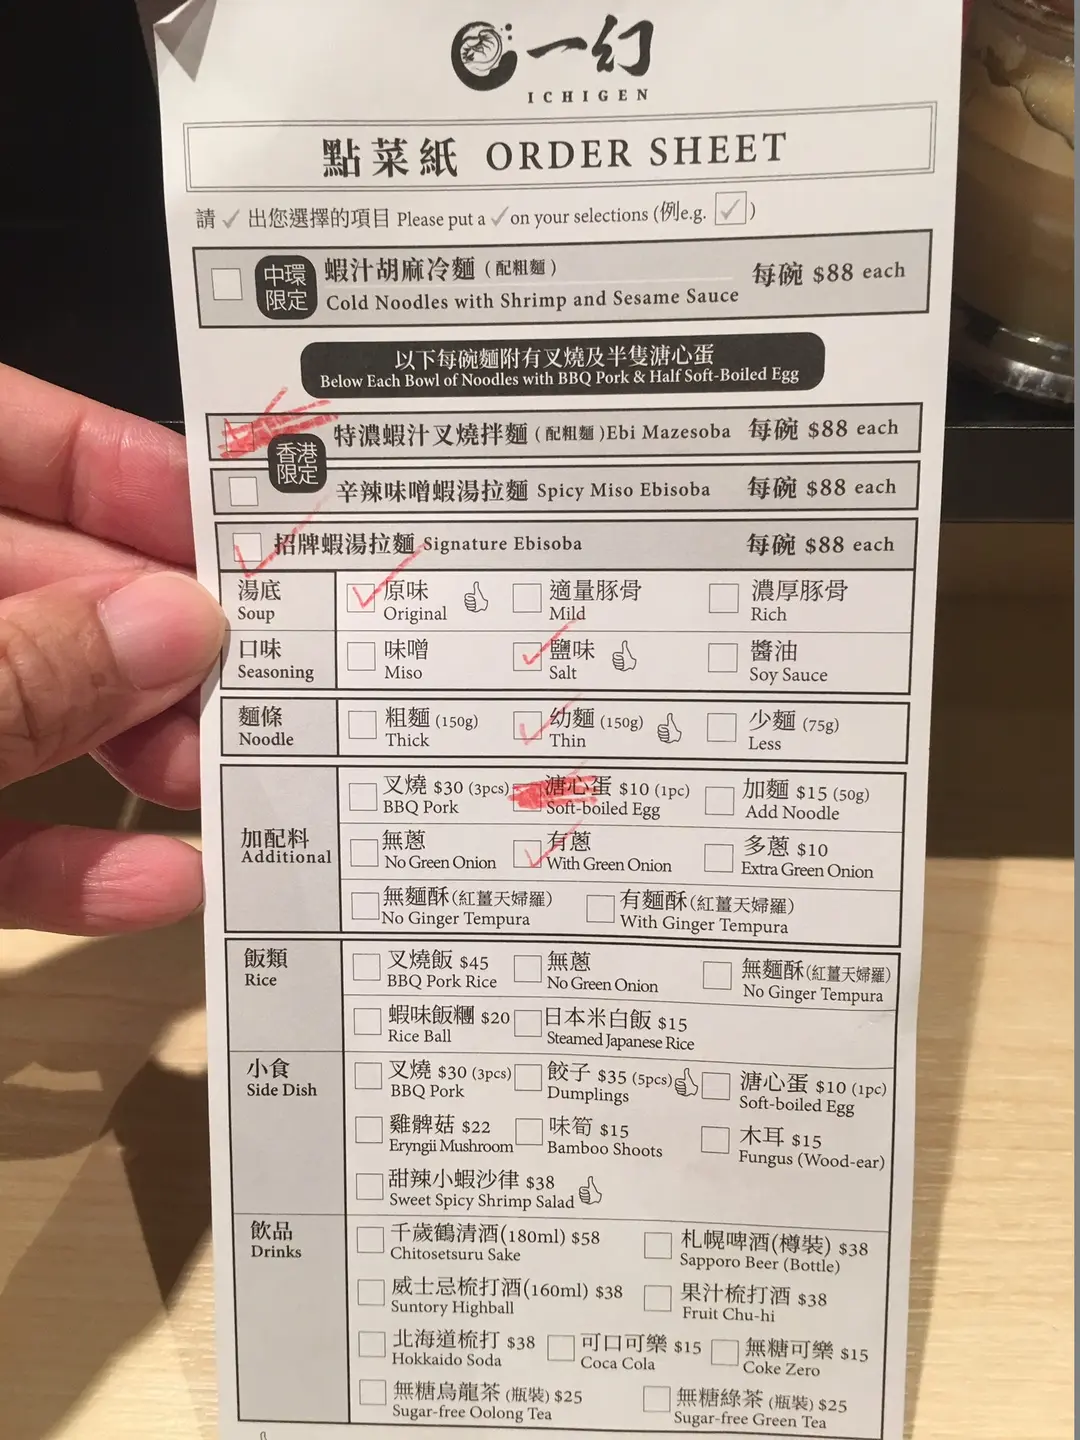 一幻
ICHIGEN
點菜紙 ORDER SHEET
請 ✓ 出您選擇的項目 Please put a ✓ on your selections (例e.g. ✓)
中環限定
蝦汁胡麻冷麵 (配粗麵) 每碗 $88 each
Cold Noodles with Shrimp and Sesame Sauce
以下每碗麵附有叉燒及半隻溏心蛋
Below Each Bowl of Noodles with BBQ Pork & Half Soft-Boiled Egg
香港限定
特濃蝦汁叉燒拌麵 (配粗麵)Ebi Mazesoba 每碗 $88 each
辛辣味噌蝦湯拉麵 Spicy Miso Ebisoba 每碗 $88 each
招牌蝦湯拉麵 Signature Ebisoba 每碗 $88 each
湯底 原味 適量豚骨 濃厚豚骨
Soup Original Mild Rich
口味 味噌 鹽味 醬油
Seasoning Miso Salt Soy Sauce
麵條 粗麵 (150g) 幼麵 (150g) 少麵 (75g)
Noodle Thick Thin Less
叉燒 $30 (3pcs) 溏心蛋 $10 (1pc) 加麵 $15 (50g)
BBQ Pork Soft-boiled Egg Add Noodle
加配料 無蔥 有蔥 多蔥 $10
Additional No Green Onion With Green Onion Extra Green Onion
無麵酥(紅薑天婦羅) 有麵酥(紅薑天婦羅)
No Ginger Tempura With Ginger Tempura
飯類 叉燒飯 $45 無蔥 無麵酥(紅薑天婦羅)
Rice BBQ Pork Rice No Green Onion No Ginger Tempura
蝦味飯糰 $20 日本米白飯 $15
Rice Ball Steamed Japanese Rice
小食 叉燒 $30 (3pcs) 餃子 $35 (5pcs) 溏心蛋 $10 (1pc)
Side Dish BBQ Pork Dumplings Soft-boiled Egg
雞髀菇 $22 味筍 $15 木耳 $15
Eryngii Mushroom Bamboo Shoots Fungus (Wood-ear)
甜辣小蝦沙律 $38
Sweet Spicy Shrimp Salad
飲品 千歲鶴清酒(180ml) $58 札幌啤酒(樽裝) $38
Drinks Chitosetsuru Sake Sapporo Beer (Bottle)
威士忌梳打酒(160ml) $38 果汁梳打酒 $38
Suntory Highball Fruit Chu-hi
北海道梳打 $38 可口可樂 $15 無糖可樂 $15
Hokkaido Soda Coca Cola Coke Zero
無糖烏龍茶 (瓶裝) $25 無糖綠茶 (瓶裝) $25
Sugar-free Oolong Tea Sugar-free Green Tea